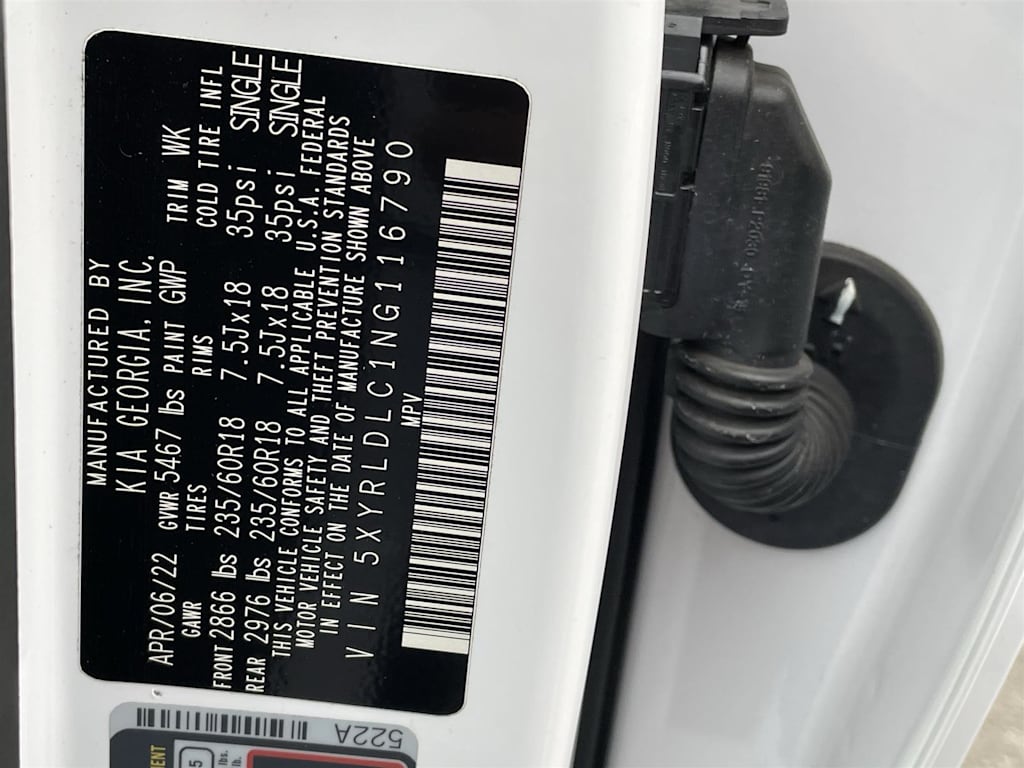 MANUFACTURED BY
KIA GEORGIA, INC.
APR/06/22 GVWR 5467 lbs PAINT GWP TRIM WK
GAWR TIRES RIMS COLD TIRE INFL
FRONT 2866 lbs 235/60R18 7.5Jx18 35psi SINGLE
REAR 2976 lbs 235/60R18 7.5Jx18 35psi SINGLE
THIS VEHICLE CONFORMS TO ALL APPLICABLE U.S.A. FEDERAL
MOTOR VEHICLE SAFETY AND THEFT PREVENTION STANDARDS
IN EFFECT ON THE DATE OF MANUFACTURE SHOWN ABOVE
VIN 5XYRLDLC1NG116790
MPV
522A
5
lbs.
lb.